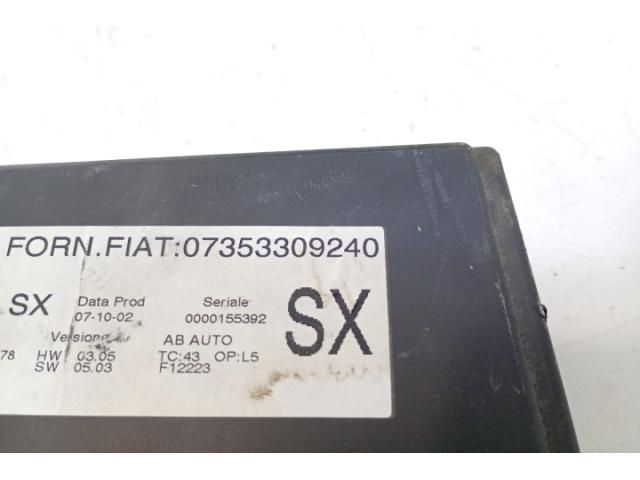 FORN.FIAT:07353309240
SX Data Prod Seriale SX
07-10-02 0000155392
AB AUTO
78 HW 03.05 TC:43 OP:L5
SW 05.03 F12223